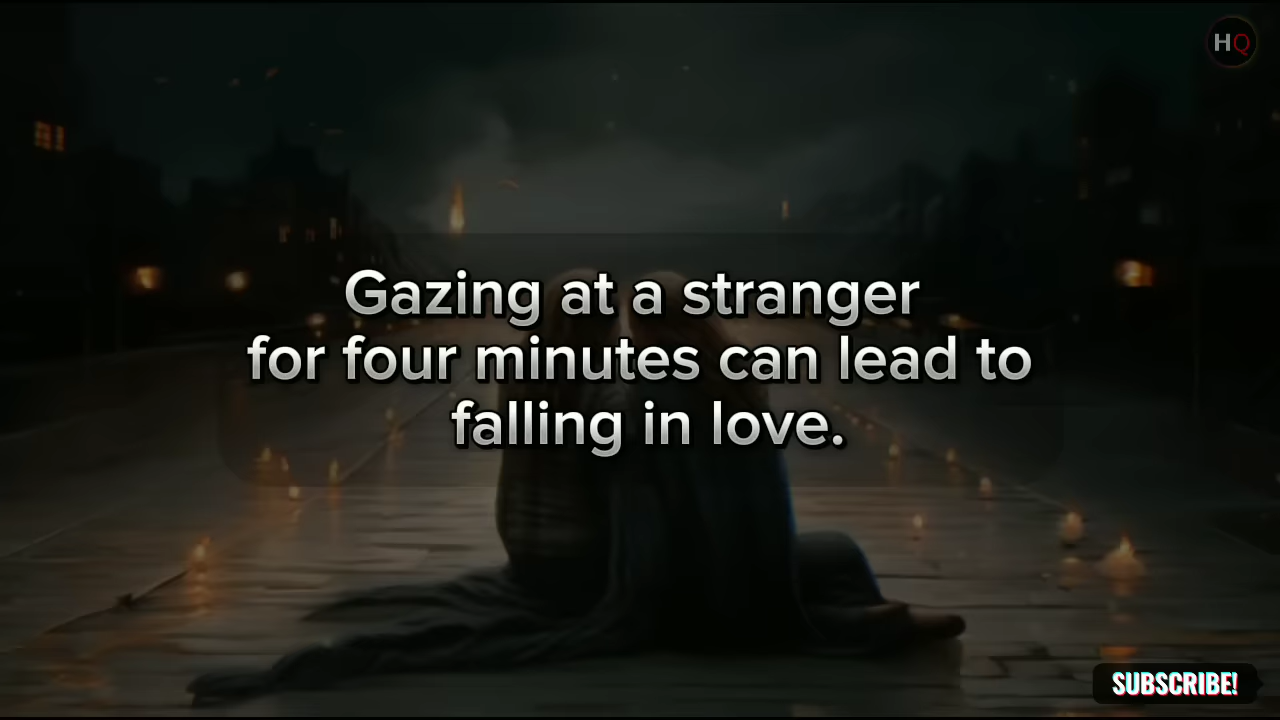 HQ
Gazing at a stranger
for four minutes can lead to
falling in love.
SUBSCRIBE!